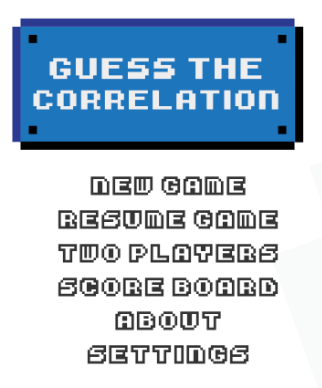 GUESS THE
CORRELATION
NEW GAME
RESUME GAME
TWO PLAYERS
SCORE BOARD
ABOUT
SETTINGS